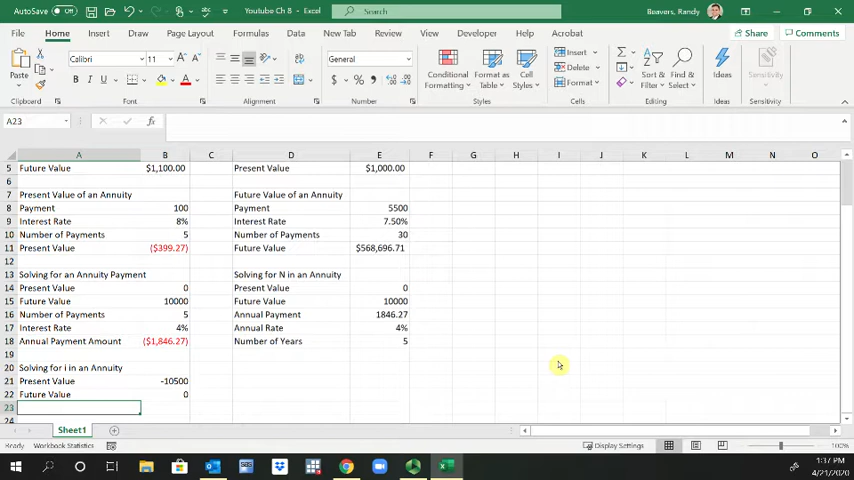 AutoSave Off Youtube Ch 8 - Excel Search Beavers, Randy
File Home Insert Draw Page Layout Formulas Data New Tab Review View Developer Help Acrobat Share Comments
Paste Calibri 11 General Conditional Formatting Format as Table Cell Styles Insert Delete Format Sort & Filter Find & Select Ideas Sensitivity
Clipboard Font Alignment Number Styles Cells Editing Ideas Sensitivity
A23 fx
A B C D E F G H I J K L M N O
5 Future Value $1,100.00 Present Value $1,000.00
6
7 Present Value of an Annuity Future Value of an Annuity
8 Payment 100 Payment 5500
9 Interest Rate 8% Interest Rate 7.50%
10 Number of Payments 5 Number of Payments 30
11 Present Value ($399.27) Future Value $568,696.71
12
13 Solving for an Annuity Payment Solving for N in an Annuity
14 Present Value 0 Present Value 0
15 Future Value 10000 Future Value 10000
16 Number of Payments 5 Annual Payment 1846.27
17 Interest Rate 4% Annual Rate 4%
18 Annual Payment Amount ($1,846.27) Number of Years 5
19
20 Solving for i in an Annuity
21 Present Value -10500
22 Future Value 0
23
24
Sheet1
Ready Workbook Statistics Display Settings 100%
1:37 PM
4/21/2020